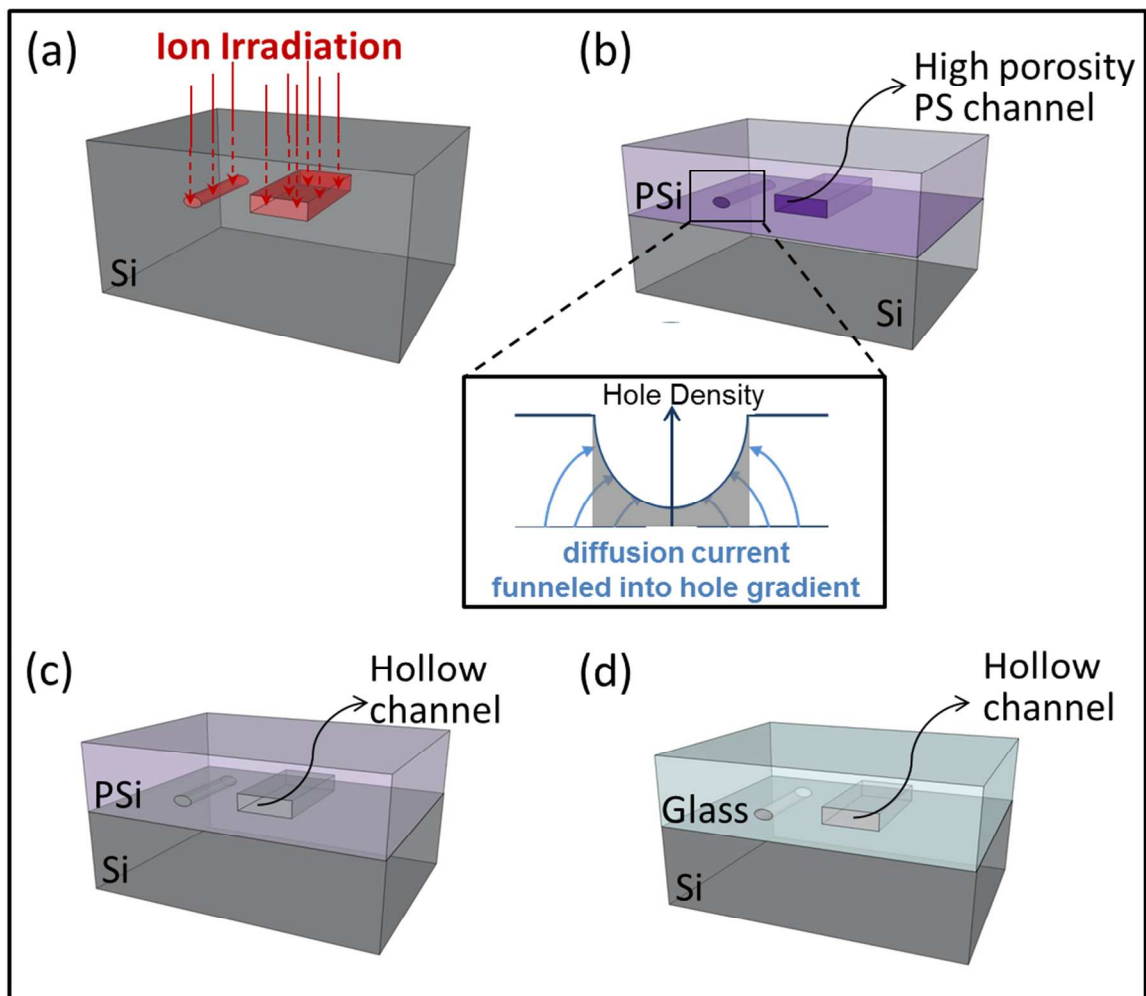 (a)
Ion Irradiation
Si
(b)
High porosity
PS channel
PSi
Si
Hole Density
diffusion current
funneled into hole gradient
(c)
Hollow
channel
PSi
Si
(d)
Hollow
channel
Glass
Si